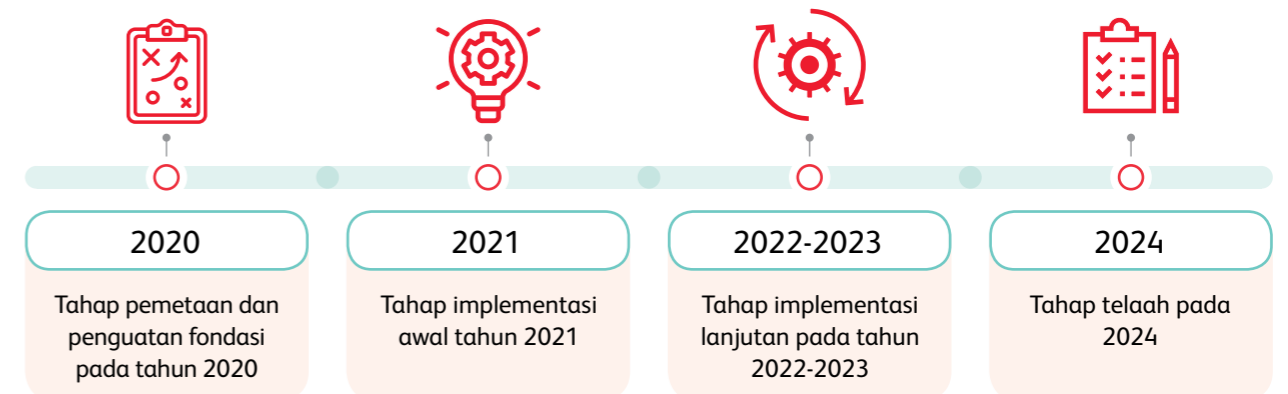 2020
Tahap pemetaan dan
penguatan fondasi
pada tahun 2020
2021
Tahap implementasi
awal tahun 2021
2022-2023
Tahap implementasi
lanjutan pada tahun
2022-2023
2024
Tahap telaah pada
2024